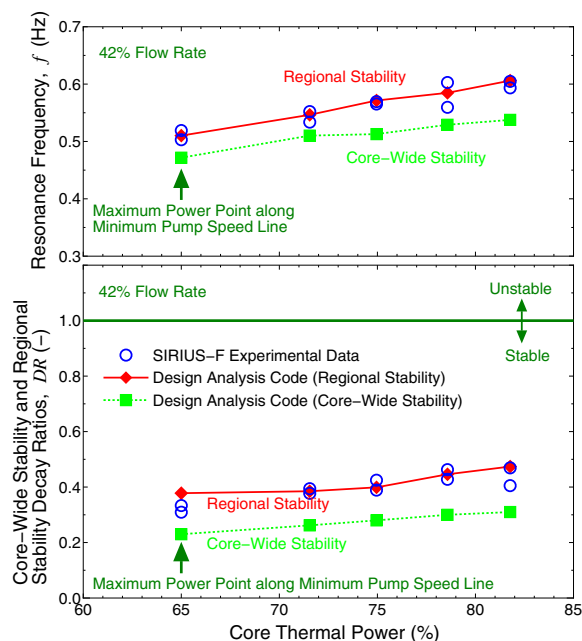 0.7
42% Flow Rate
Regional Stability
0.6
0.5
Core-Wide Stability
0.4
Maximum Power Point along
Minimum Pump Speed Line
0.3
Resonance Frequency, f (Hz)
42% Flow Rate
Unstable
1.0
Stable
SIRIUS-F Experimental Data
Design Analysis Code (Regional Stability)
Design Analysis Code (Core-Wide Stability)
0.8
0.6
0.4
Regional Stability
Core-Wide Stability
0.2
Maximum Power Point along Minimum Pump Speed Line
0.0
Core-Wide Stability and Regional
Stability Decay Ratios, DR (-)
60 65 70 75 80 85
Core Thermal Power (%)